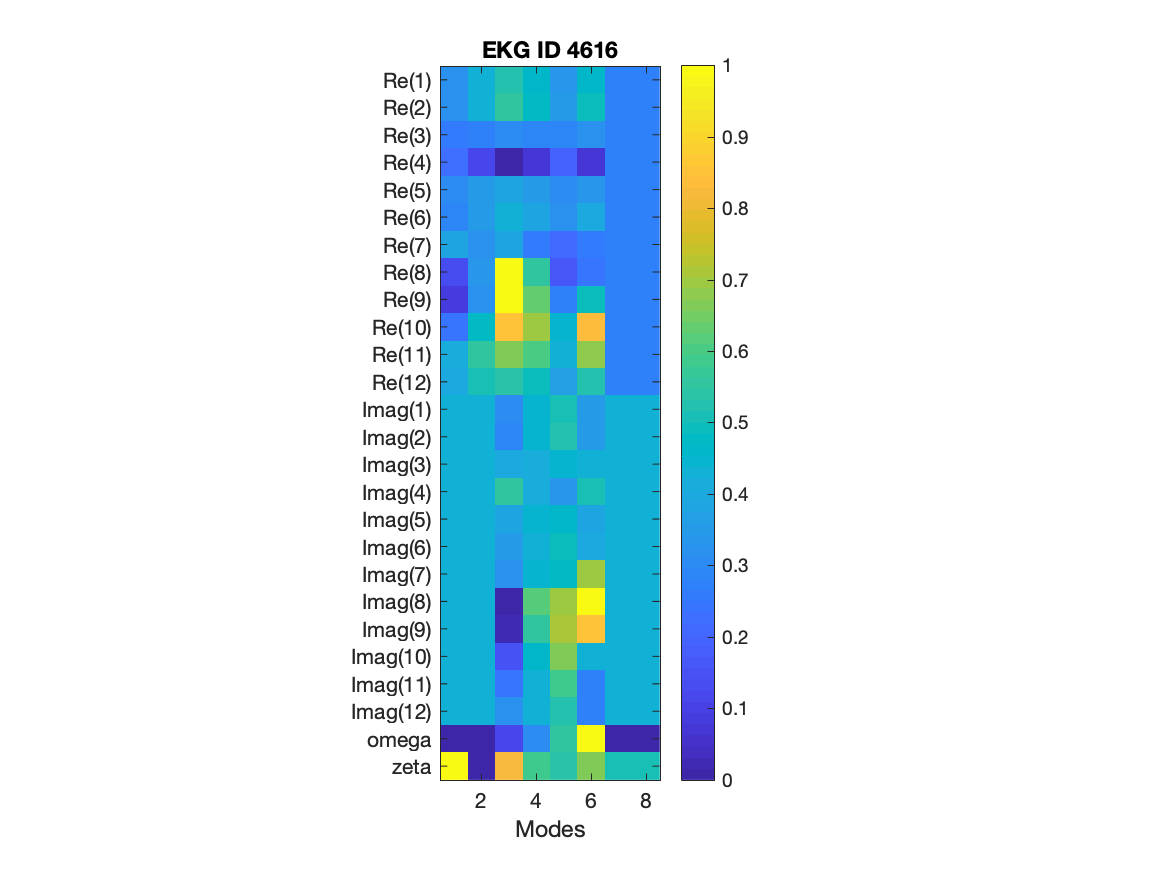 EKG ID 4616
Re(1)
Re(2)
Re(3)
Re(4)
Re(5)
Re(6)
Re(7)
Re(8)
Re(9)
Re(10)
Re(11)
Re(12)
Imag(1)
Imag(2)
Imag(3)
Imag(4)
Imag(5)
Imag(6)
Imag(7)
Imag(8)
Imag(9)
Imag(10)
Imag(11)
Imag(12)
omega
zeta
2 4 6 8
Modes
1
0.9
0.8
0.7
0.6
0.5
0.4
0.3
0.2
0.1
0